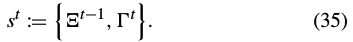 s^t := {Ξ^{t−1}, Γ^t}. (35)